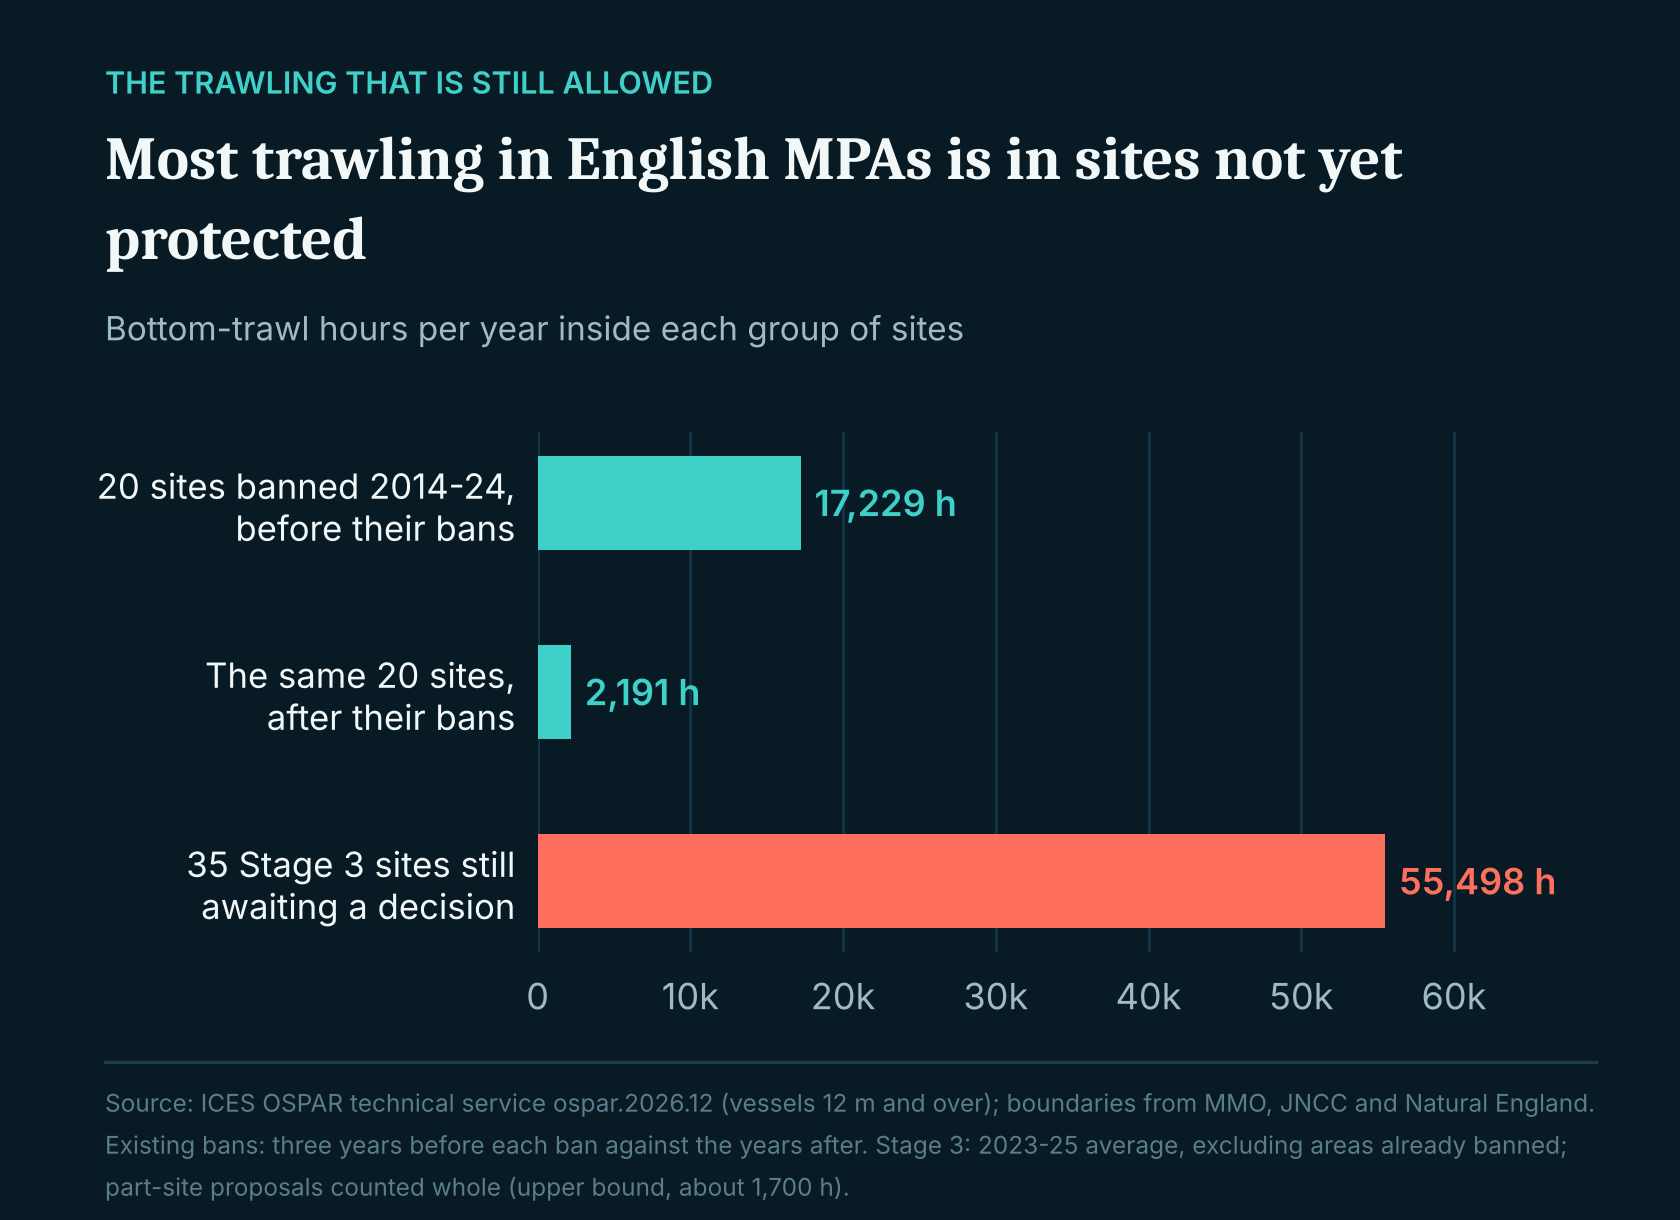 THE TRAWLING THAT IS STILL ALLOWED
Most trawling in English MPAs is in sites not yet
protected
Bottom-trawl hours per year inside each group of sites
20 sites banned 2014-24,
before their bans
17,229 h
The same 20 sites,
after their bans
2,191 h
35 Stage 3 sites still
awaiting a decision
55,498 h
0 10k 20k 30k 40k 50k 60k
Source: ICES OSPAR technical service ospar.2026.12 (vessels 12 m and over); boundaries from MMO, JNCC and Natural England.
Existing bans: three years before each ban against the years after. Stage 3: 2023-25 average, excluding areas already banned;
part-site proposals counted whole (upper bound, about 1,700 h).